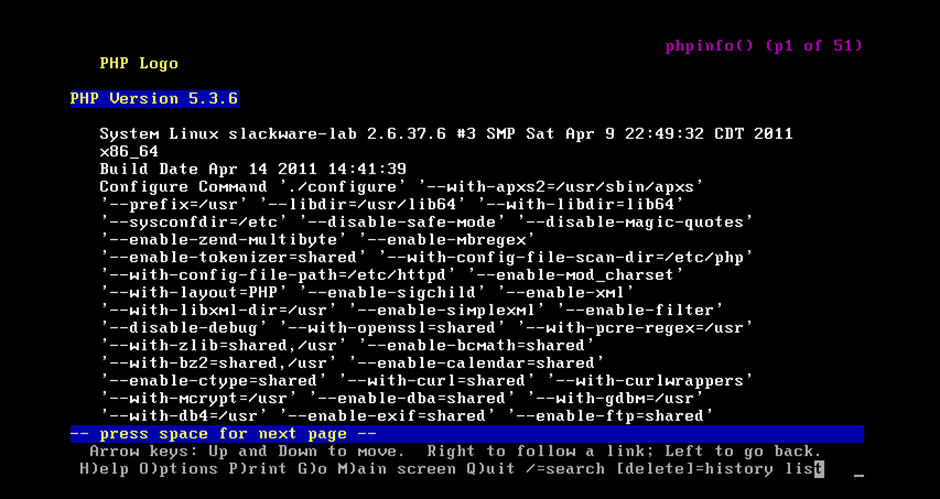 phpinfo() (p1 of 51)
PHP Logo
PHP Version 5.3.6
System Linux slackware-lab 2.6.37.6 #3 SMP Sat Apr 9 22:49:32 CDT 2011
x86_64
Build Date Apr 14 2011 14:41:39
Configure Command './configure' '--with-apxs2=/usr/sbin/apxs'
'--prefix=/usr' '--libdir=/usr/lib64' '--with-libdir=lib64'
'--sysconfdir=/etc' '--disable-safe-mode' '--disable-magic-quotes'
'--enable-zend-multibyte' '--enable-mbregex'
'--enable-tokenizer=shared' '--with-config-file-scan-dir=/etc/php'
'--with-config-file-path=/etc/httpd' '--enable-mod_charset'
'--with-layout=PHP' '--enable-sigchild' '--enable-xml'
'--with-libxml-dir=/usr' '--enable-simplexml' '--enable-filter'
'--disable-debug' '--with-openssl=shared' '--with-pcre-regex=/usr'
'--with-zlib=shared,/usr' '--enable-bcmath=shared'
'--with-bz2=shared,/usr' '--enable-calendar=shared'
'--enable-ctype=shared' '--with-curl=shared' '--with-curlwrappers'
'--with-mcrypt=/usr' '--enable-dba=shared' '--with-gdbm=/usr'
'--with-db4=/usr' '--enable-exif=shared' '--enable-ftp=shared'
-- press space for next page --
Arrow keys: Up and Down to move.  Right to follow a link; Left to go back.
H)elp O)ptions P)rint G)o M)ain screen Q)uit /=search [delete]=history list